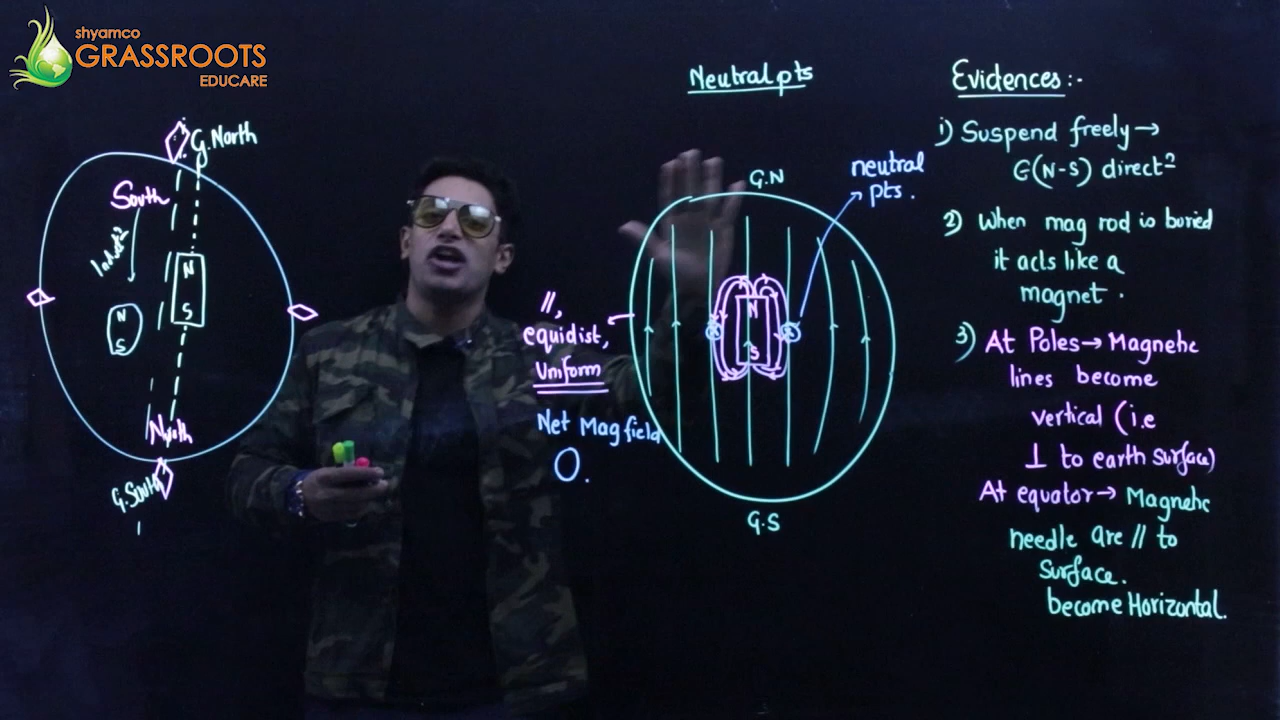 shyamco
GRASSROOTS
EDUCARE
G.North
South
N
S
N
S
North
G.South
Neutral pts
G.N
neutral
pts.
N
S
//,
equidist,
Uniform
Net Mag field
0.
G.S
Evidences:-
1) Suspend freely→
G(N-S) directⁿ
2) When mag rod is buried
it acts like a
magnet.
3) At Poles→Magnetic
lines become
vertical (i.e
⊥ to earth surface)
At equator→ Magnetic
needle are // to
surface.
become Horizontal.